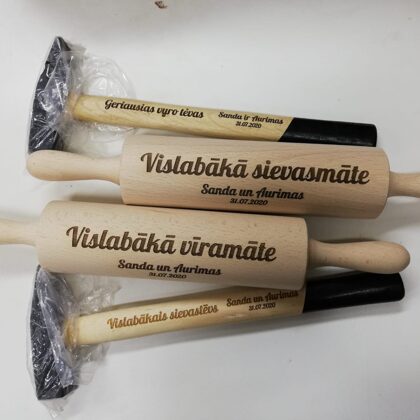 Geriausias vyro tėvas
Sanda ir Aurimas
31.07.2020
Vislabākā sievasmāte
Sanda un Aurimas
31.07.2020
Vislabākā vīramāte
Sanda un Aurimas
31.07.2020
Vislabākais sievastēvs
Sanda un Aurimas
31.07.2020